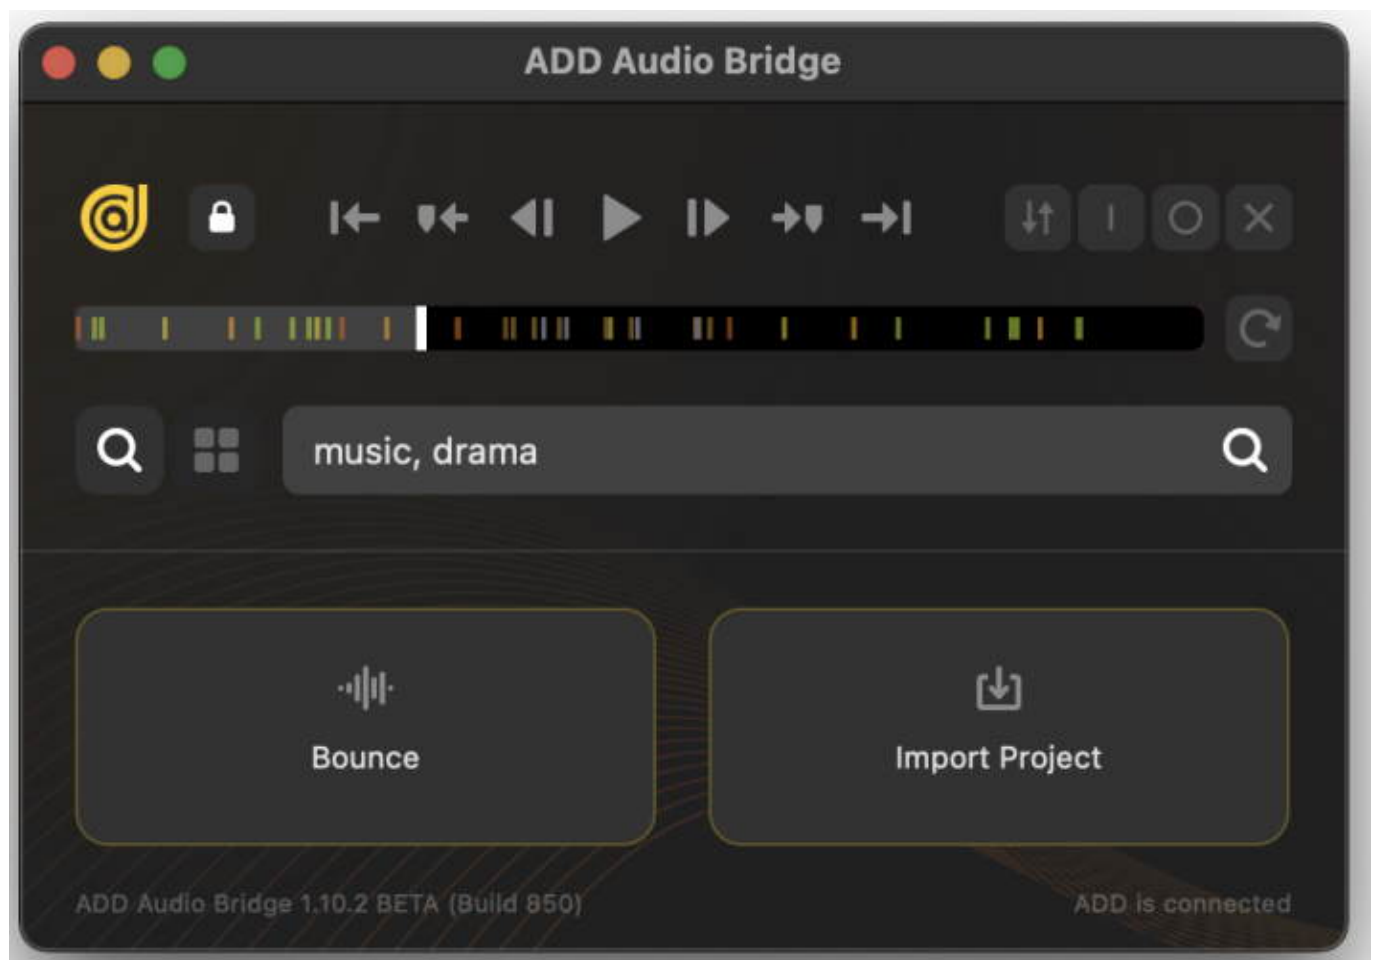 ADD Audio Bridge
music, drama
Bounce
Import Project
ADD Audio Bridge 1.10.2 BETA (Build 850)
ADD is connected